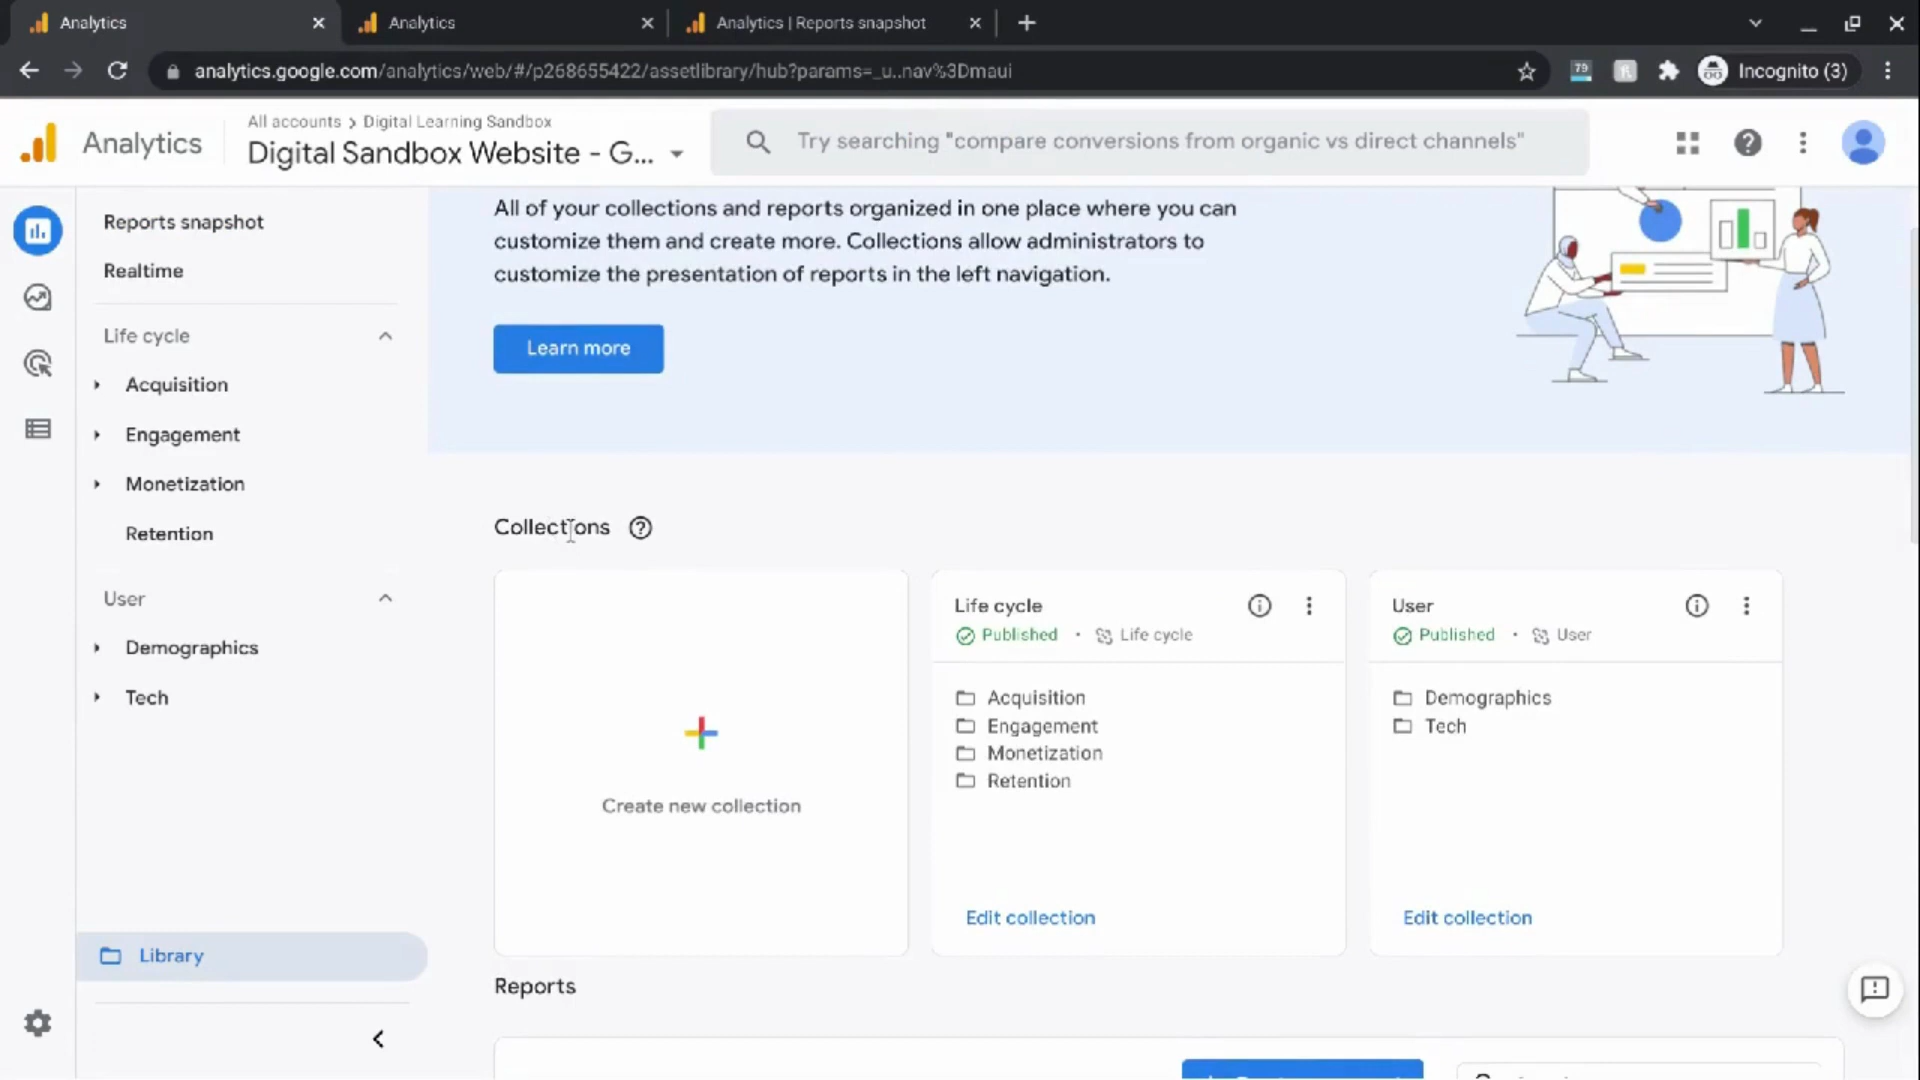 Analytics
Analytics
Analytics | Reports snapshot
analytics.google.com/analytics/web/#/p268655422/assetlibrary/hub?params=_u..nav%3Dmaui
79
Incognito (3)
Analytics
All accounts > Digital Learning Sandbox
Digital Sandbox Website - G...
Try searching "compare conversions from organic vs direct channels"
Reports snapshot
Realtime
Life cycle
Acquisition
Engagement
Monetization
Retention
User
Demographics
Tech
Library
All of your collections and reports organized in one place where you can
customize them and create more. Collections allow administrators to
customize the presentation of reports in the left navigation.
Learn more
Collections
Create new collection
Life cycle
Published • Life cycle
Acquisition
Engagement
Monetization
Retention
Edit collection
User
Published • User
Demographics
Tech
Edit collection
Reports